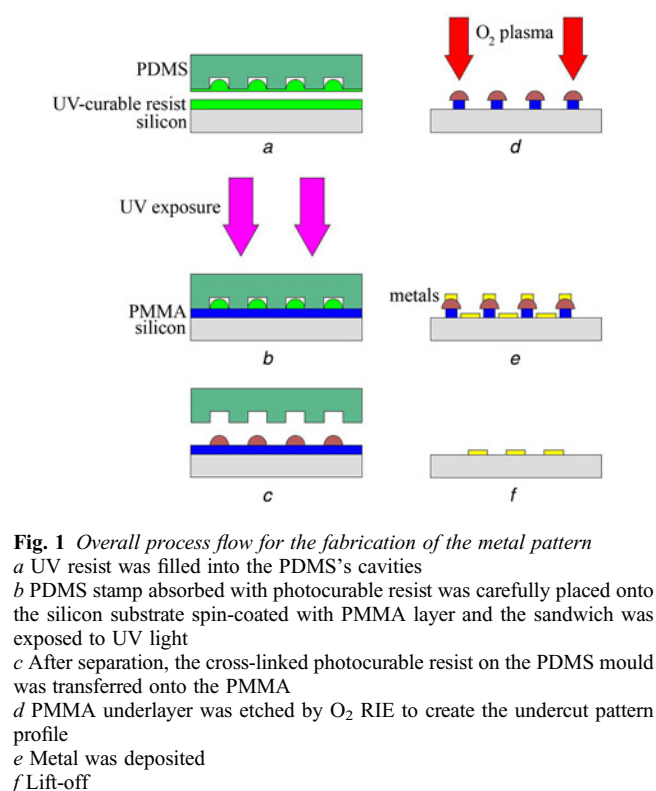 PDMS
UV-curable resist
silicon
a
O2 plasma
d
UV exposure
PMMA
silicon
b
metals
e
c
f
Fig. 1 Overall process flow for the fabrication of the metal pattern
a UV resist was filled into the PDMS's cavities
b PDMS stamp absorbed with photocurable resist was carefully placed onto
the silicon substrate spin-coated with PMMA layer and the sandwich was
exposed to UV light
c After separation, the cross-linked photocurable resist on the PDMS mould
was transferred onto the PMMA
d PMMA underlayer was etched by O2 RIE to create the undercut pattern
profile
e Metal was deposited
f Lift-off